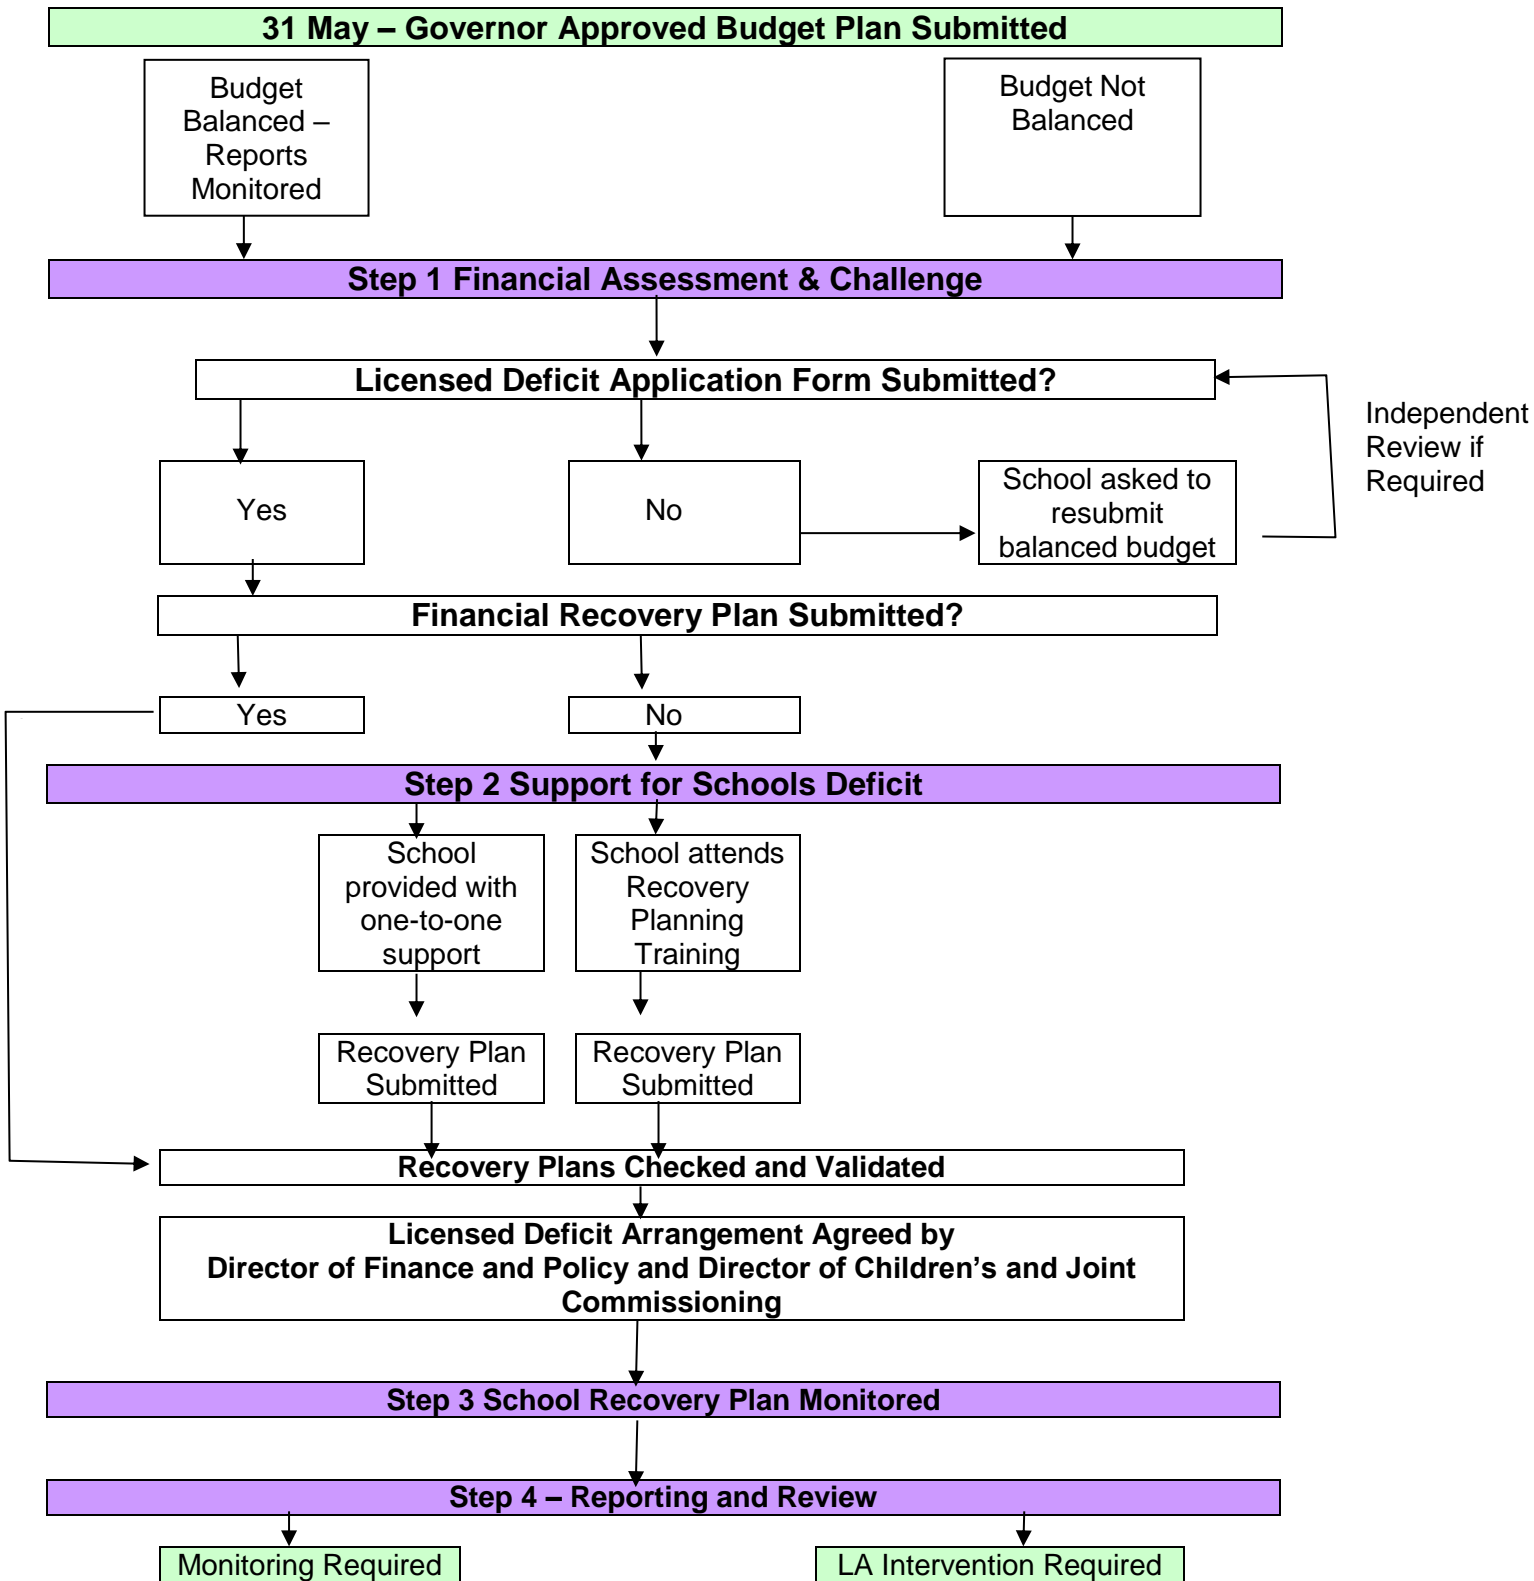 31 May – Governor Approved Budget Plan Submitted
Budget
Balanced –
Reports
Monitored
Budget Not
Balanced
Step 1 Financial Assessment & Challenge
Licensed Deficit Application Form Submitted?
Independent
Review if
Required
Yes
No
School asked to
resubmit
balanced budget
Financial Recovery Plan Submitted?
Yes
No
Step 2 Support for Schools Deficit
School
provided with
one-to-one
support
School attends
Recovery
Planning
Training
Recovery Plan
Submitted
Recovery Plan
Submitted
Recovery Plans Checked and Validated
Licensed Deficit Arrangement Agreed by
Director of Finance and Policy and Director of Children’s and Joint
Commissioning
Step 3 School Recovery Plan Monitored
Step 4 – Reporting and Review
Monitoring Required
LA Intervention Required